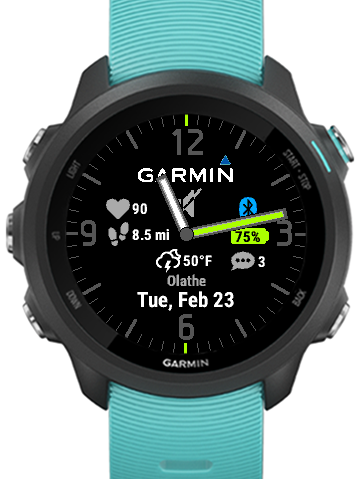 LIGHT
START · STOP
12
GARMIN
90
8.5 mi
75%
9
3
50°F
3
Olathe
Tue, Feb 23
DOWN
BACK
6
GARMIN